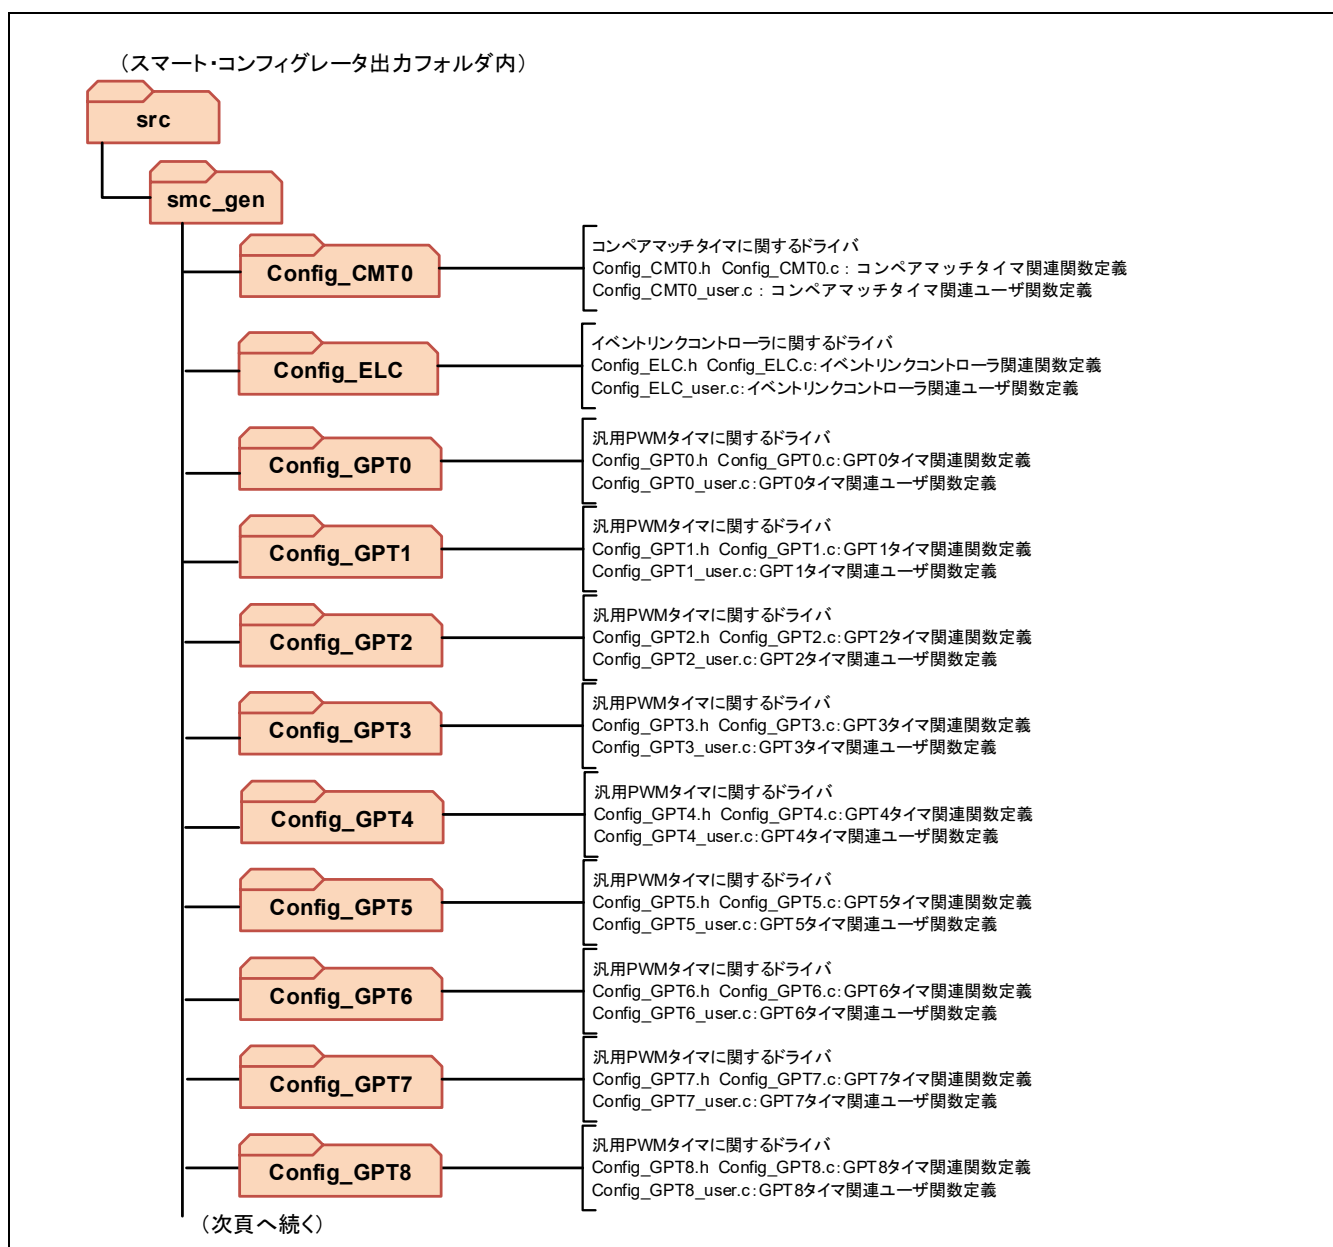 （スマート・コンフィグレータ出力フォルダ内）
src
smc_gen
Config_CMT0
コンペアマッチタイマに関するドライバ
Config_CMT0.h Config_CMT0.c : コンペアマッチタイマ関連関数定義
Config_CMT0_user.c : コンペアマッチタイマ関連ユーザ関数定義
Config_ELC
イベントリンクコントローラに関するドライバ
Config_ELC.h Config_ELC.c:イベントリンクコントローラ関連関数定義
Config_ELC_user.c:イベントリンクコントローラ関連ユーザ関数定義
Config_GPT0
汎用PWMタイマに関するドライバ
Config_GPT0.h Config_GPT0.c:GPT0タイマ関連関数定義
Config_GPT0_user.c:GPT0タイマ関連ユーザ関数定義
Config_GPT1
汎用PWMタイマに関するドライバ
Config_GPT1.h Config_GPT1.c:GPT1タイマ関連関数定義
Config_GPT1_user.c:GPT1タイマ関連ユーザ関数定義
Config_GPT2
汎用PWMタイマに関するドライバ
Config_GPT2.h Config_GPT2.c:GPT2タイマ関連関数定義
Config_GPT2_user.c:GPT2タイマ関連ユーザ関数定義
Config_GPT3
汎用PWMタイマに関するドライバ
Config_GPT3.h Config_GPT3.c:GPT3タイマ関連関数定義
Config_GPT3_user.c:GPT3タイマ関連ユーザ関数定義
Config_GPT4
汎用PWMタイマに関するドライバ
Config_GPT4.h Config_GPT4.c:GPT4タイマ関連関数定義
Config_GPT4_user.c:GPT4タイマ関連ユーザ関数定義
Config_GPT5
汎用PWMタイマに関するドライバ
Config_GPT5.h Config_GPT5.c:GPT5タイマ関連関数定義
Config_GPT5_user.c:GPT5タイマ関連ユーザ関数定義
Config_GPT6
汎用PWMタイマに関するドライバ
Config_GPT6.h Config_GPT6.c:GPT6タイマ関連関数定義
Config_GPT6_user.c:GPT6タイマ関連ユーザ関数定義
Config_GPT7
汎用PWMタイマに関するドライバ
Config_GPT7.h Config_GPT7.c:GPT7タイマ関連関数定義
Config_GPT7_user.c:GPT7タイマ関連ユーザ関数定義
Config_GPT8
汎用PWMタイマに関するドライバ
Config_GPT8.h Config_GPT8.c:GPT8タイマ関連関数定義
Config_GPT8_user.c:GPT8タイマ関連ユーザ関数定義
（次頁へ続く）